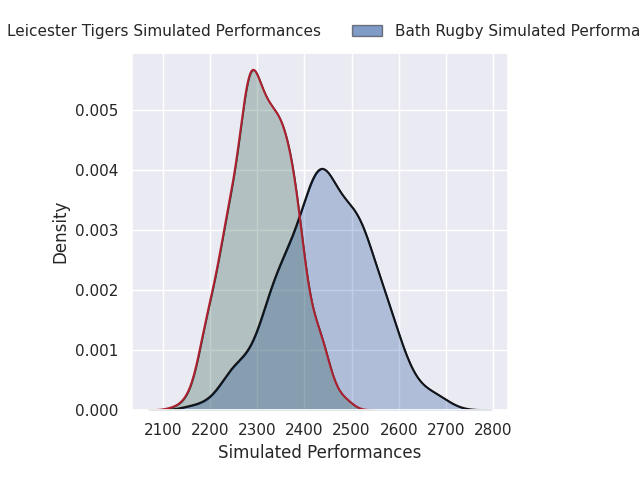 Leicester Tigers Simulated Performances Bath Rugby Simulated Performa
0.005
0.004
0.003
0.002
0.001
0.000
Density
2100 2200 2300 2400 2500 2600 2700 2800
Simulated Performances